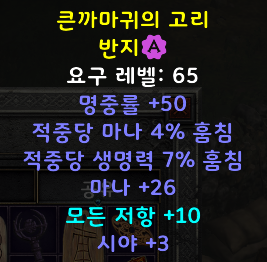 큰까마귀의 고리
반지 A
요구 레벨: 65
명중률 +50
적중당 마나 4% 훔침
적중당 생명력 7% 훔침
마나 +26
모든 저항 +10
시야 +3